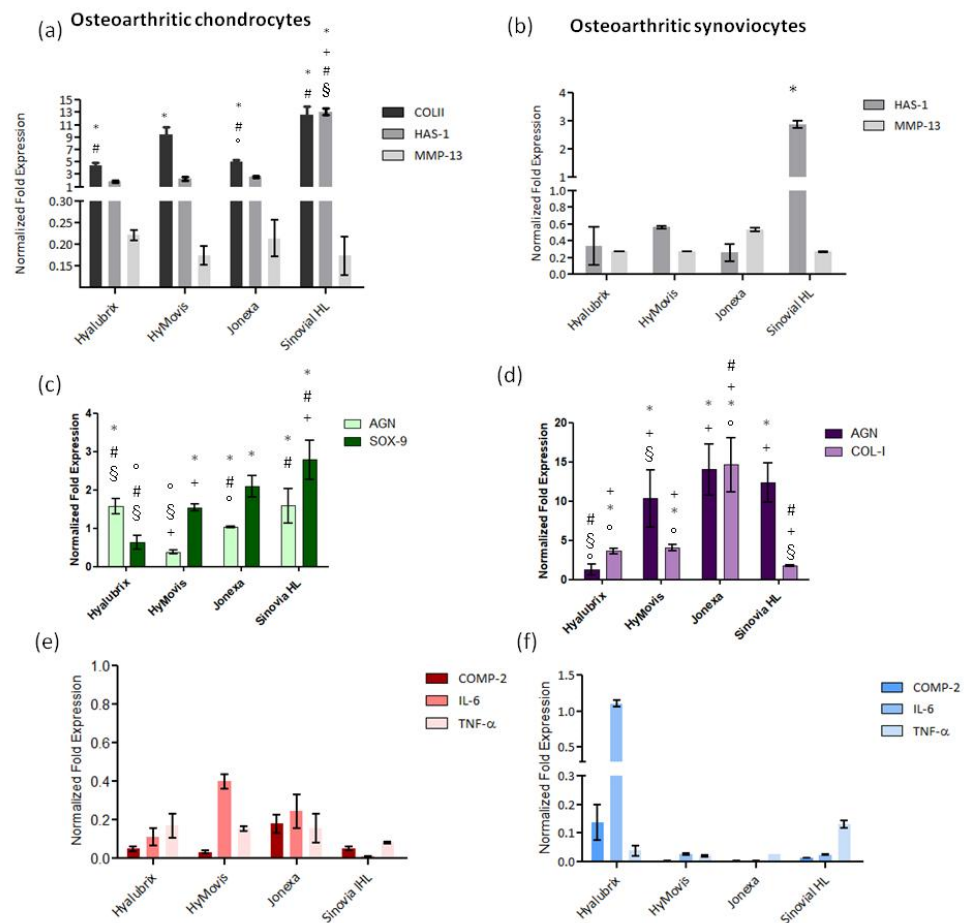 Osteoarthritic chondrocytes
Osteoarthritic synoviocytes
(a)
*
+
#
§
*
#
*
*
#
°
*
#
Normalized Fold Expression
15
13
11
9
7
5
3
1
0.30
0.25
0.20
0.15
COLII
HAS-1
MMP-13
Hyalubrix
HyMovis
Jonexa
Sinovial HL
(b)
*
Normalized Fold Expression
4
3
2
1
1.0
0.8
0.6
0.4
0.2
0.0
HAS-1
MMP-13
Hyalubrix
HyMovis
Jonexa
Sinovial HL
(c)
Normalized Fold Expression
4
3
2
1
0
*
#
§
°
#
§
°
§
+
*
+
*
#
°
*
*
#
*
#
+
AGN
SOX-9
Hyalubrix
HyMovis
Jonexa
Sinovia HL
(d)
Normalized Fold Expression
20
15
10
5
0
#
§
°
+
*
°
*
+
§
+
*
°
*
+
#
+
*
°
*
+
#
+
§
AGN
COL-I
Hyalubrix
HyMovis
Jonexa
Sinovia HL
(e)
Normalized Fold Expression
1.0
0.8
0.6
0.4
0.2
0.0
COMP-2
IL-6
TNF-α
Hyalubrix
HyMovis
Jonexa
Sinovia IHL
(f)
Normalized Fold Expression
1.5
1.0
0.5
0.3
0.2
0.1
0.0
COMP-2
IL-6
TNF-α
Hyalubrix
HyMovis
Jonexa
Sinovial HL